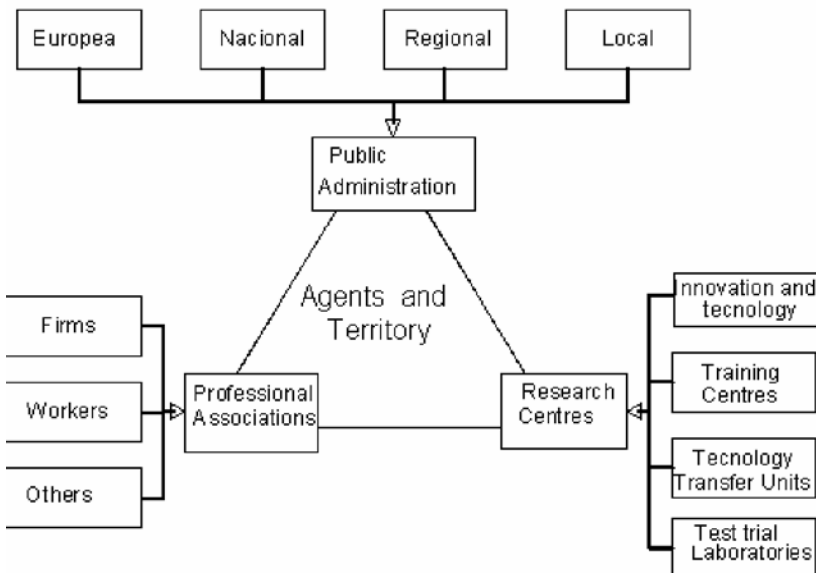 Europea
Nacional
Regional
Local
Public
Administration
Agents and
Territory
Firms
Workers
Others
Professional
Associations
Research
Centres
Innovation and
tecnology
Training
Centres
Tecnology
Transfer Units
Test trial
Laboratories